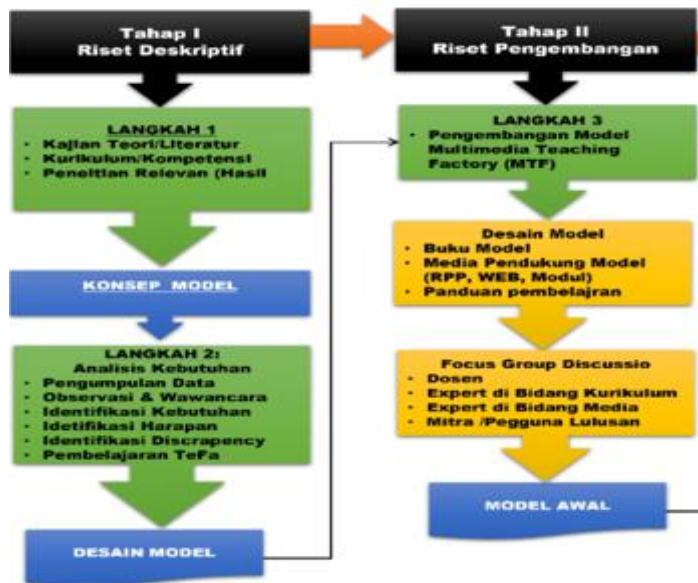 Tahap I
Riset Deskriptif
LANGKAH 1
• Kajian Teori/Literatur
• Kurikulum/Kompetensi
• Penelitian Relevan (Hasil
KONSEP MODEL
LANGKAH 2:
Analisis Kebutuhan
• Pengumpulan Data
• Observasi & Wawancara
• Identifikasi Kebutuhan
• Idetifikasi Harapan
• Identifikasi Discrapency
• Pembelajaran TeFa
DESAIN MODEL
Tahap II
Riset Pengembangan
LANGKAH 3
• Pengembangan Model
Multimedia Teaching
Factory (MTF)
Desain Model
• Buku Model
• Media Pendukung Model
(RPP, WEB, Modul)
• Panduan pembelajran
Focus Group Discussio
• Dosen
• Expert di Bidang Kurikulum
• Expert di Bidang Media
• Mitra /Pegguna Lulusan
MODEL AWAL